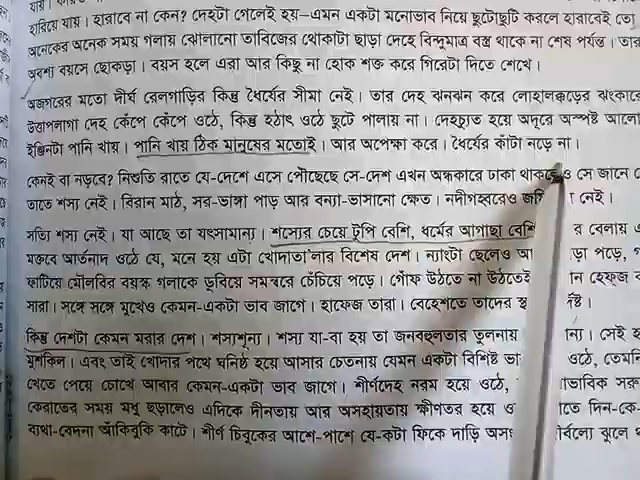 হারিয়ে যায়। হারাবে না কেন? দেহটা গেলেই হয়—এমন একটা মনোভাব নিয়ে ছুটোছুটি করলে হারাবেই তো
অনেকের অনেক সময় গলায় ঝোলানো তাবিজের থোকাটা ছাড়া দেহে বিন্দুমাত্র বস্ত্র থাকে না শেষ পর্যন্ত।
অবশ্য বয়সে ছোকড়া। বয়স হলে এরা আর কিছু না হোক শক্ত করে গিরেটা দিতে শেখে।
অজগরের মতো দীর্ঘ রেলগাড়ির কিন্তু ধৈর্যের সীমা নেই। তার দেহ ঝনঝন করে লোহালক্কড়ের ঝংকারে
উত্তাপলাগা দেহ কেঁপে কেঁপে ওঠে, কিন্তু হঠাৎ ওঠে ছুটে পালায় না। দেহচ্যুত হয়ে অদূরে অস্পষ্ট আলো
ইঞ্জিনটা পানি খায়। পানি খায় ঠিক মানুষের মতোই। আর অপেক্ষা করে। ধৈর্যের কাঁটা নড়ে না।
কেনই বা নড়বে? নিশুতি রাতে যে-দেশে এসে পৌছেছে সে-দেশ এখন অন্ধকারে ঢাকা থাকলেও সে জানে
তাতে শস্য নেই। বিরান মাঠ, সর-ভাঙ্গা পাড় আর বন্যা-ভাসানো ক্ষেত। নদীগহ্বরেও জমি নেই।
সত্যি শস্য নেই। যা আছে তা যৎসামান্য। শস্যের চেয়ে টুপি বেশি, ধর্মের আগাছা বেশি র বেলায়
মক্তবে আর্তনাদ ওঠে যে, মনে হয় এটা খোদাতা'লার বিশেষ দেশ। ন্যাংটা ছেলেও আ ড়া পড়ে,
ফাটিয়ে মৌলবির বয়স্ক গলাকে ডুবিয়ে সমস্বরে চেঁচিয়ে পড়ে। গোঁফ উঠতে না উঠতেই ন হেফজ
সারা। সঙ্গে সঙ্গে মুখেও কেমন-একটা ভাব জাগে। হাফেজ তারা। বেহেশতে তাদের স্থ ষ্ট।
কিন্তু দেশটা কেমন মরার দেশ। শস্যশূন্য। শস্য যা-বা হয় তা জনবহুলতার তুলনায় ন্য। সেই
মুশকিল। এবং তাই খোদার পথে ঘনিষ্ঠ হয়ে আসার চেতনায় যেমন একটা বিশিষ্ট ভা ওঠে, তেমনি
খেতে পেয়ে চোখে আবার কেমন-একটা ভাব জাগে। শীর্ণদেহ নরম হয়ে ওঠে, ভাবিক সর
কেরাতের সময় মধু ছড়ালেও এদিকে দীনতায় আর অসহায়তায় ক্ষীণতর হয়ে ও তে দিন-কে-
ব্যথা-বেদনা আঁকিবুকি কাটে। শীর্ণ চিবুকের আশে-পাশে যে-কটা ফিকে দাড়ি অস র্বল্যে ঝুলে